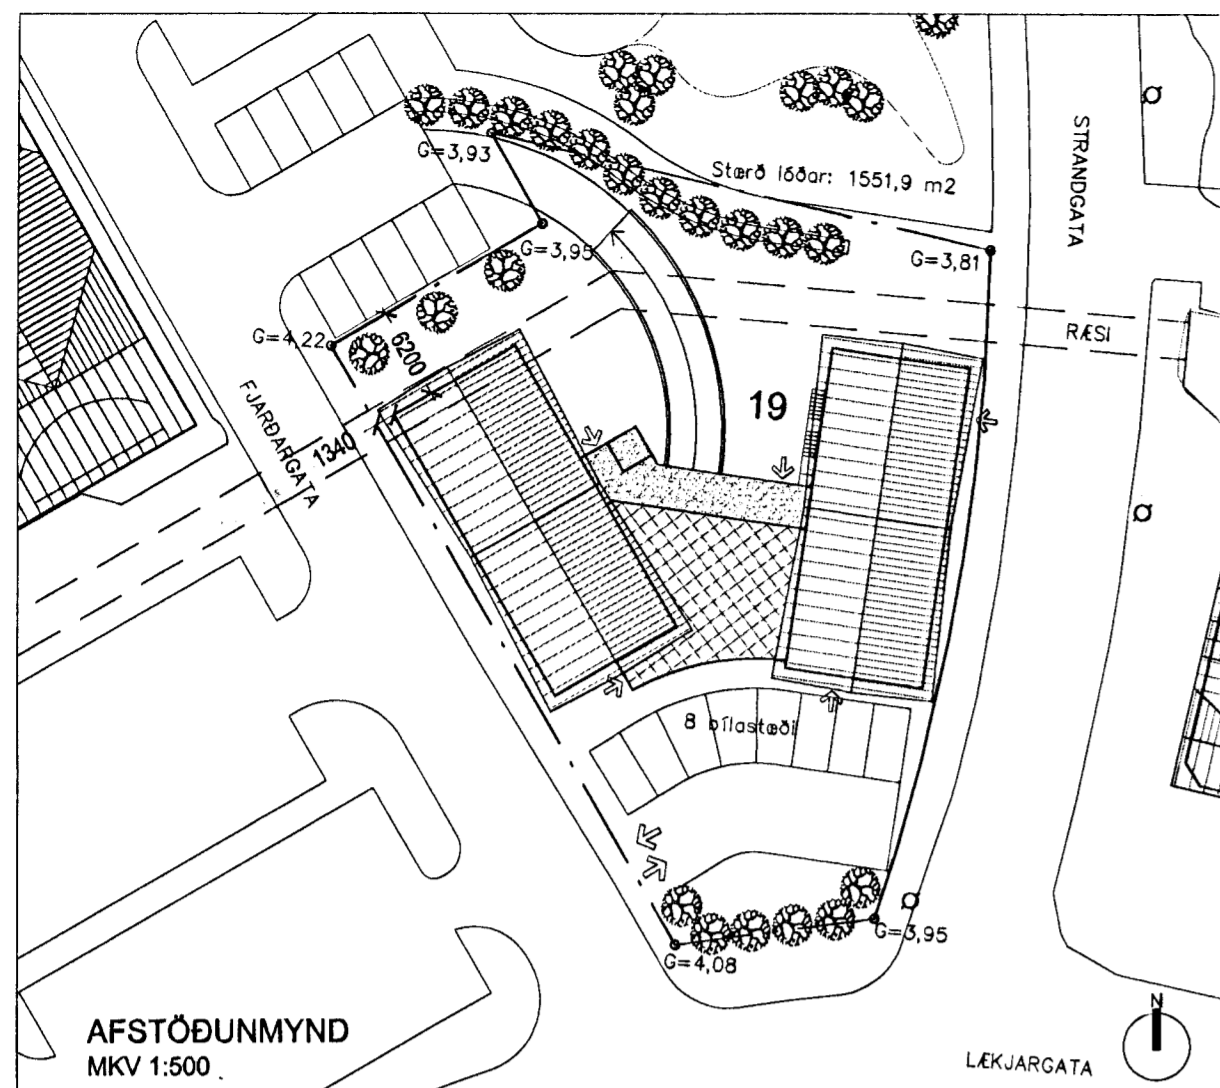 G=3,93
Stærð lóðar: 1551,9 m2
STRANDGATA
G=3,95
G=3,81
G=4,22
6200
RÆSI
FJARÐARGATA
1340
19
8 bílastæði
G=3,95
G=4,08
AFSTÖÐUNMYND
MKV 1:500
N
LÆKJARGATA